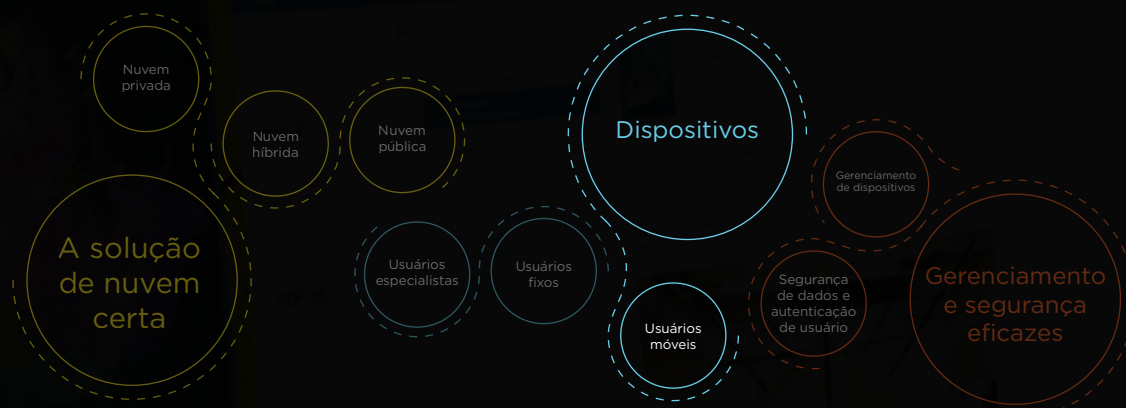 Nuvem
privada
Nuvem
híbrida
Nuvem
pública
A solução
de nuvem
certa
Dispositivos
Usuários
especialistas
Usuários
fixos
Usuários
móveis
Gerenciamento
de dispositivos
Segurança
de dados e
autenticação
de usuário
Gerenciamento
e segurança
eficazes